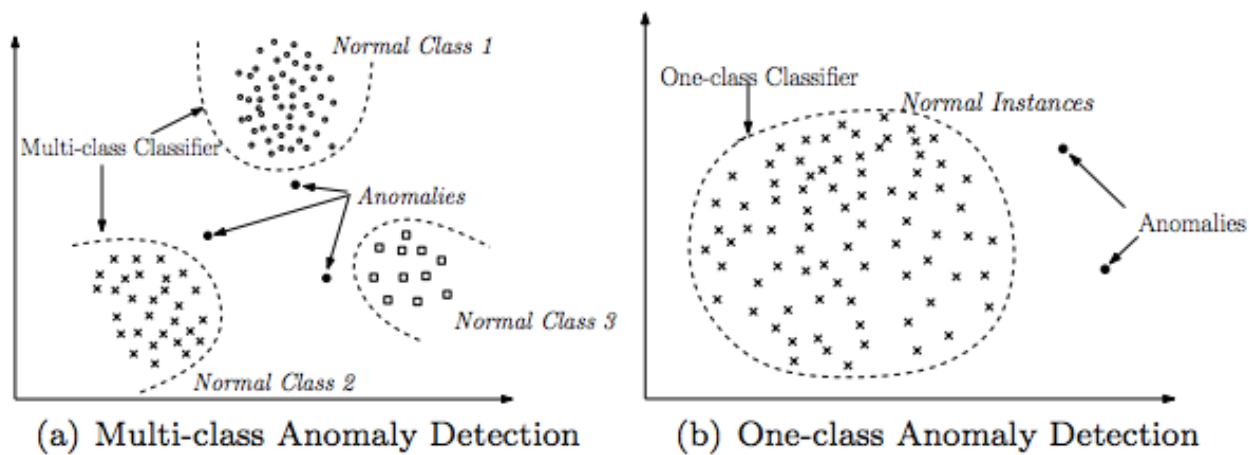 Normal Class 1
Multi-class Classifier
Anomalies
Normal Class 3
Normal Class 2
(a) Multi-class Anomaly Detection
One-class Classifier
Normal Instances
Anomalies
(b) One-class Anomaly Detection